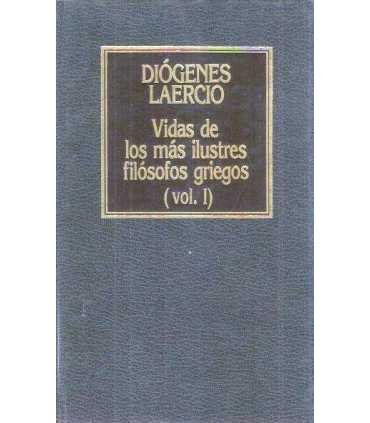 DIÓGENES
LAERCIO
Vidas de
los más ilustres
filósofos griegos
(vol. I)